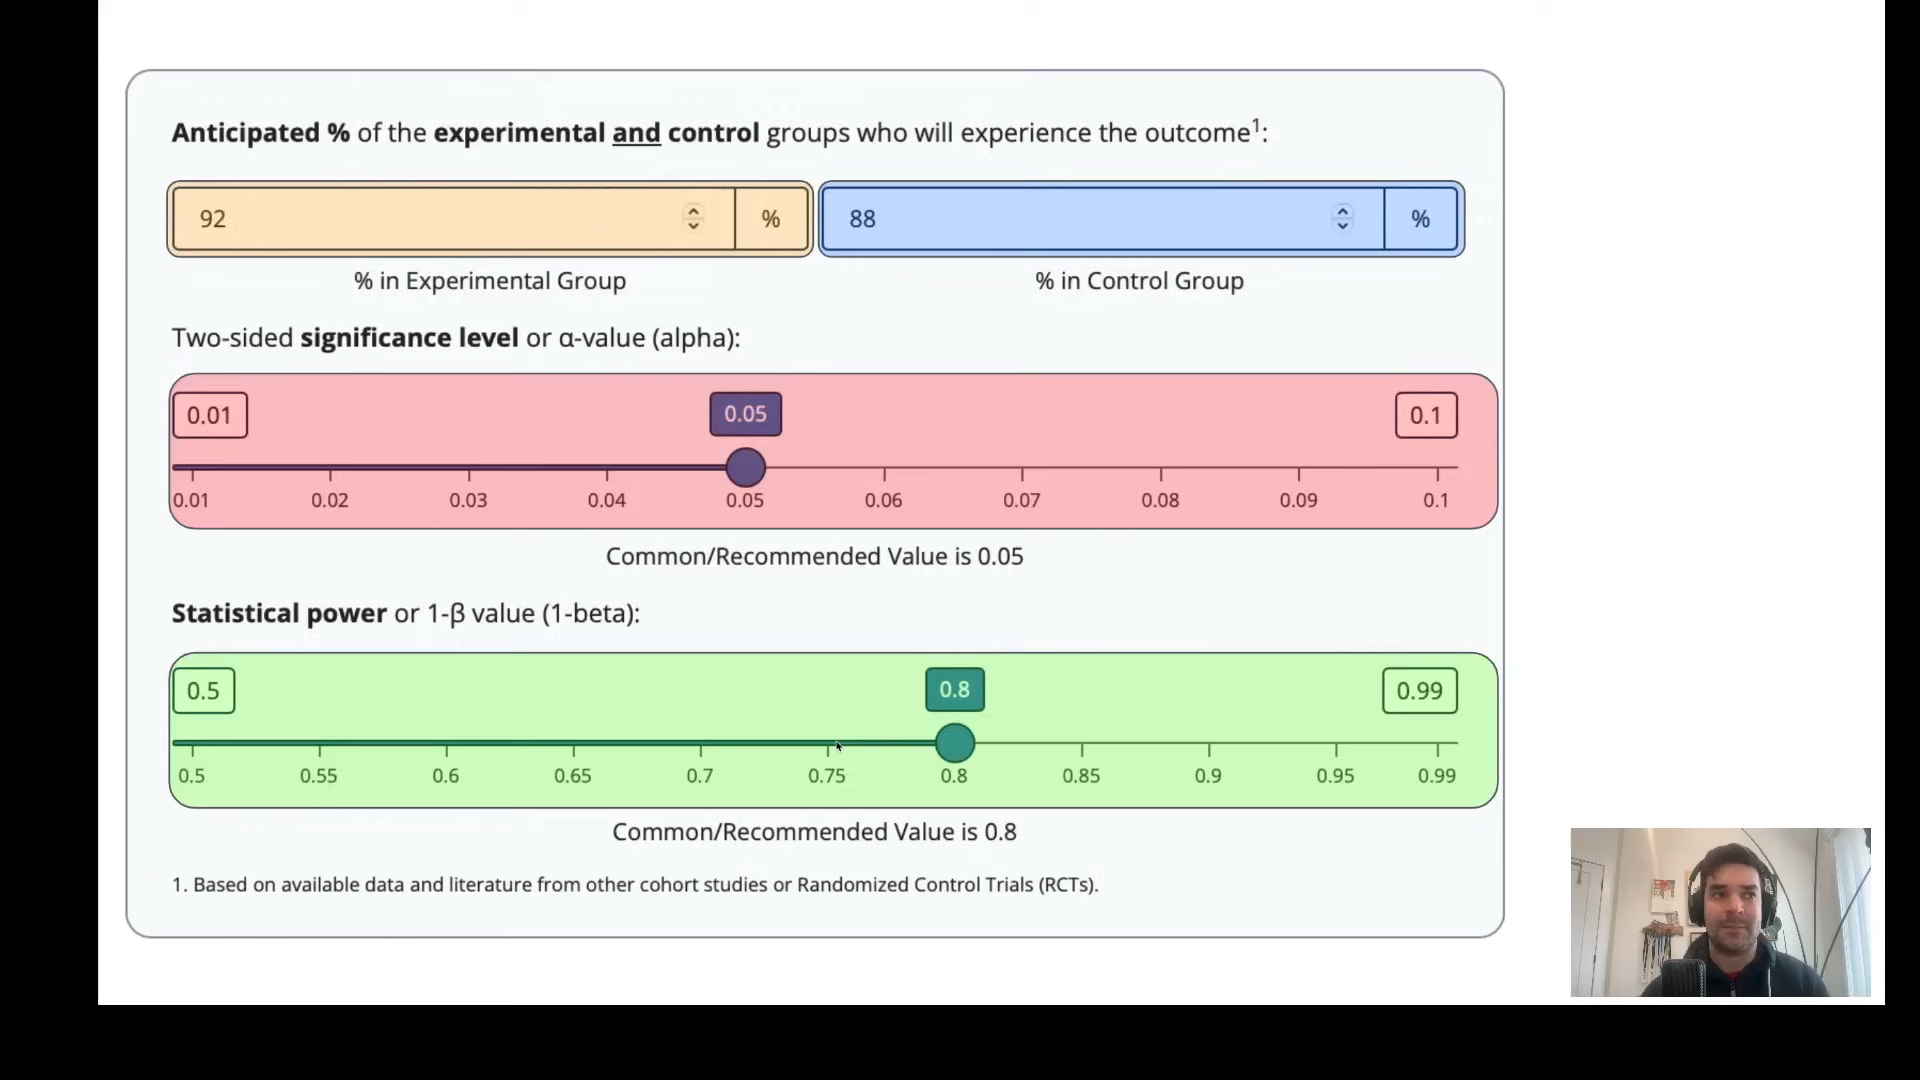 Anticipated % of the experimental and control groups who will experience the outcome¹:
92 % 88 %
% in Experimental Group % in Control Group
Two-sided significance level or α-value (alpha):
0.01 0.05 0.1
0.01 0.02 0.03 0.04 0.05 0.06 0.07 0.08 0.09 0.1
Common/Recommended Value is 0.05
Statistical power or 1-β value (1-beta):
0.5 0.8 0.99
0.5 0.55 0.6 0.65 0.7 0.75 0.8 0.85 0.9 0.95 0.99
Common/Recommended Value is 0.8
1. Based on available data and literature from other cohort studies or Randomized Control Trials (RCTs).